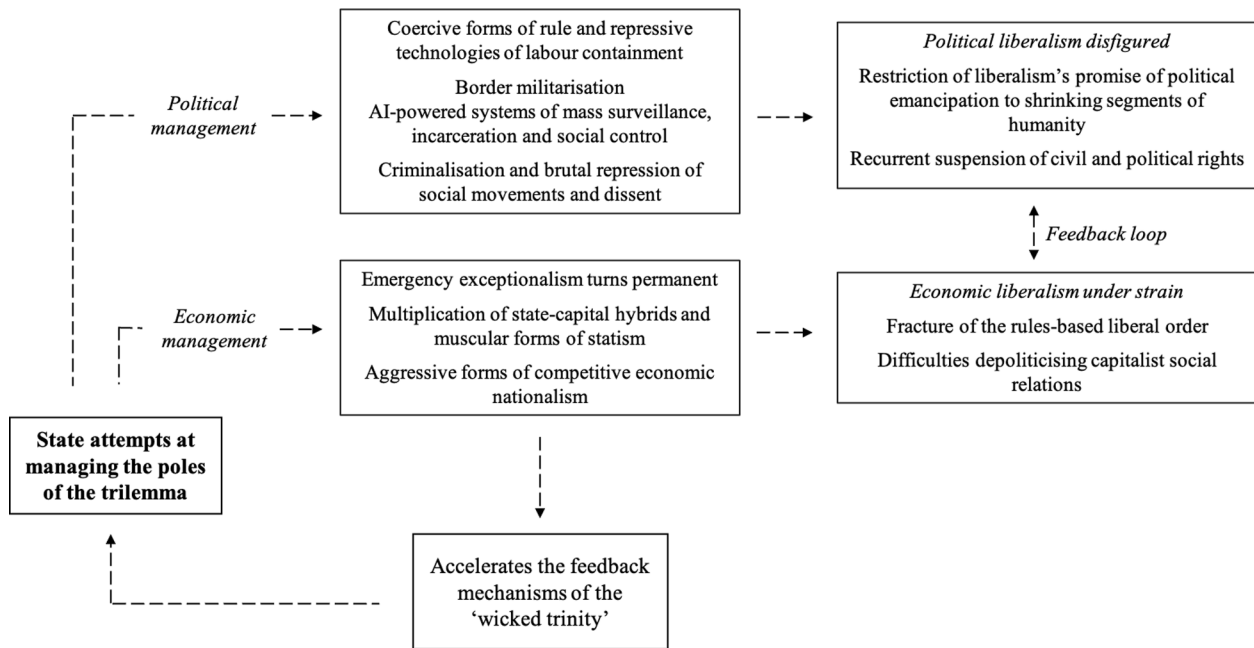 Coercive forms of rule and repressive
technologies of labour containment
Border militarisation
AI-powered systems of mass surveillance,
incarceration and social control
Criminalisation and brutal repression of
social movements and dissent
Political liberalism disfigured
Restriction of liberalism’s promise of political
emancipation to shrinking segments of
humanity
Recurrent suspension of civil and political rights
Political
management
Feedback loop
Economic
management
Emergency exceptionalism turns permanent
Multiplication of state-capital hybrids and
muscular forms of statism
Aggressive forms of competitive economic
nationalism
Economic liberalism under strain
Fracture of the rules-based liberal order
Difficulties depoliticising capitalist social
relations
State attempts at
managing the poles
of the trilemma
Accelerates the feedback
mechanisms of the
‘wicked trinity’